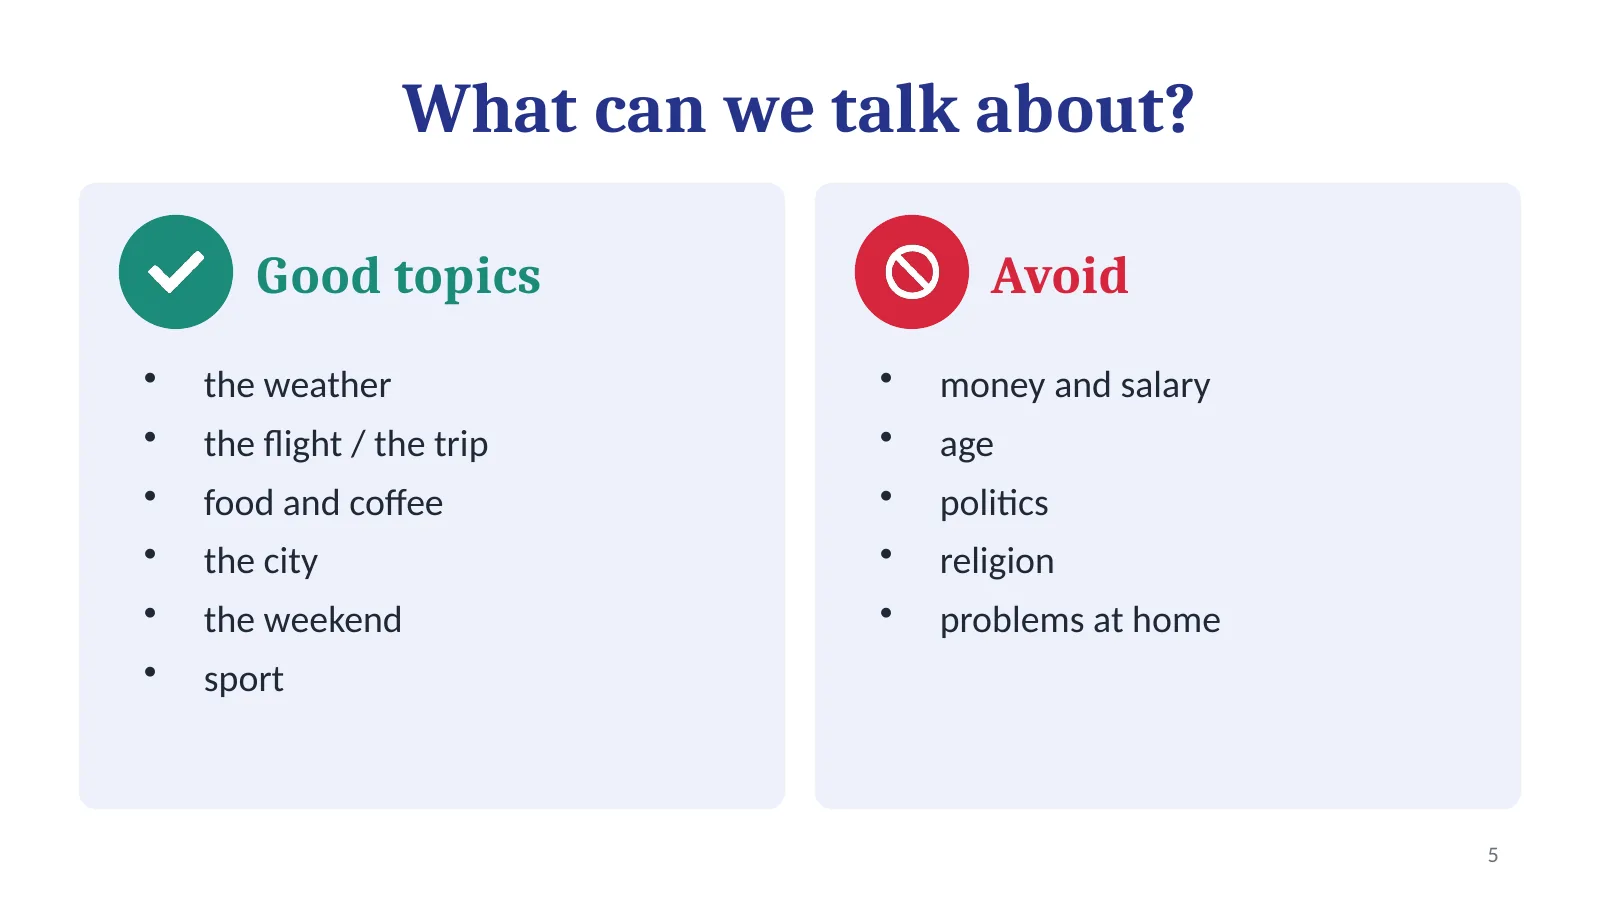 What can we talk about?
Good topics
• the weather
• the flight / the trip
• food and coffee
• the city
• the weekend
• sport
Avoid
• money and salary
• age
• politics
• religion
• problems at home
5